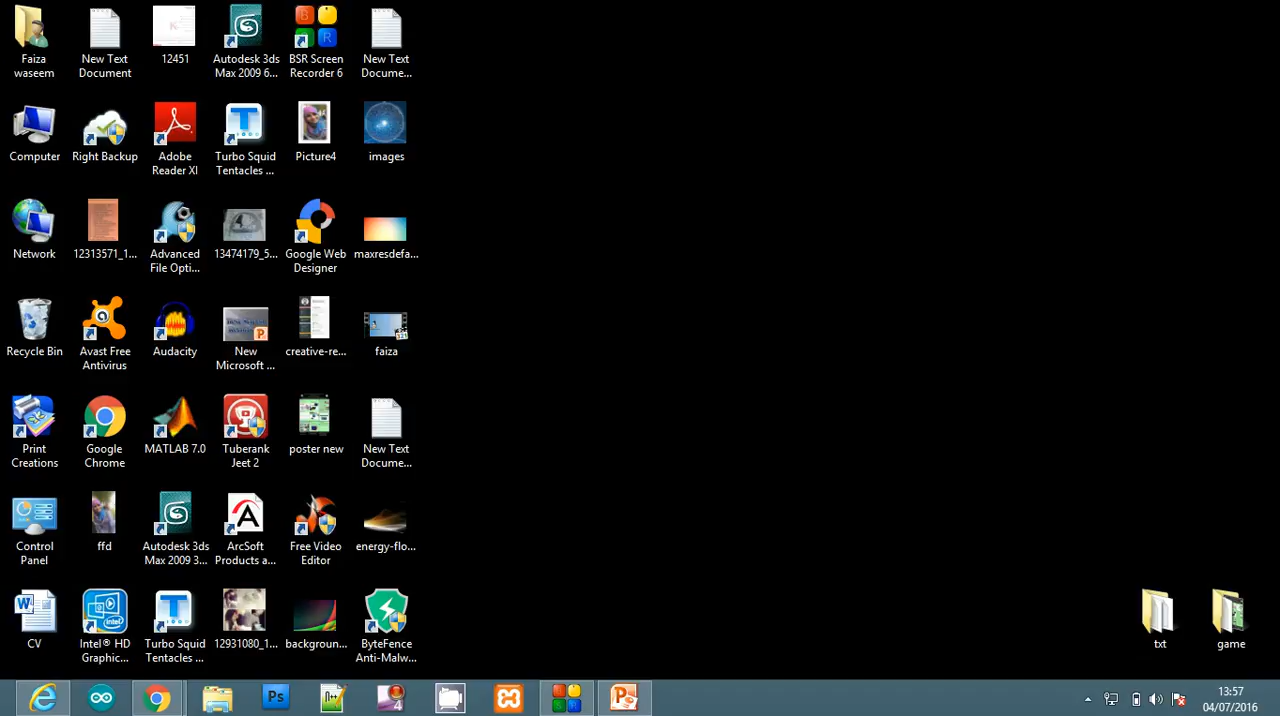 Faiza
waseem
New Text
Document
12451
Autodesk 3ds
Max 2009 6...
BSR Screen
Recorder 6
New Text
Docume...
Computer
Right Backup
Adobe
Reader XI
Turbo Squid
Tentacles ...
Picture4
images
Network
12313571_1...
Advanced
File Opti...
13474179_5...
Google Web
Designer
maxresdefa...
Recycle Bin
Avast Free
Antivirus
Audacity
New
Microsoft ...
creative-re...
faiza
Print
Creations
Google
Chrome
MATLAB 7.0
Tuberank
Jeet 2
poster new
New Text
Docume...
Control
Panel
ffd
Autodesk 3ds
Max 2009 3...
ArcSoft
Products a...
Free Video
Editor
energy-flo...
CV
Intel® HD
Graphic...
Turbo Squid
Tentacles ...
12931080_1...
backgroun...
ByteFence
Anti-Malw...
txt
game
13:57
04/07/2016